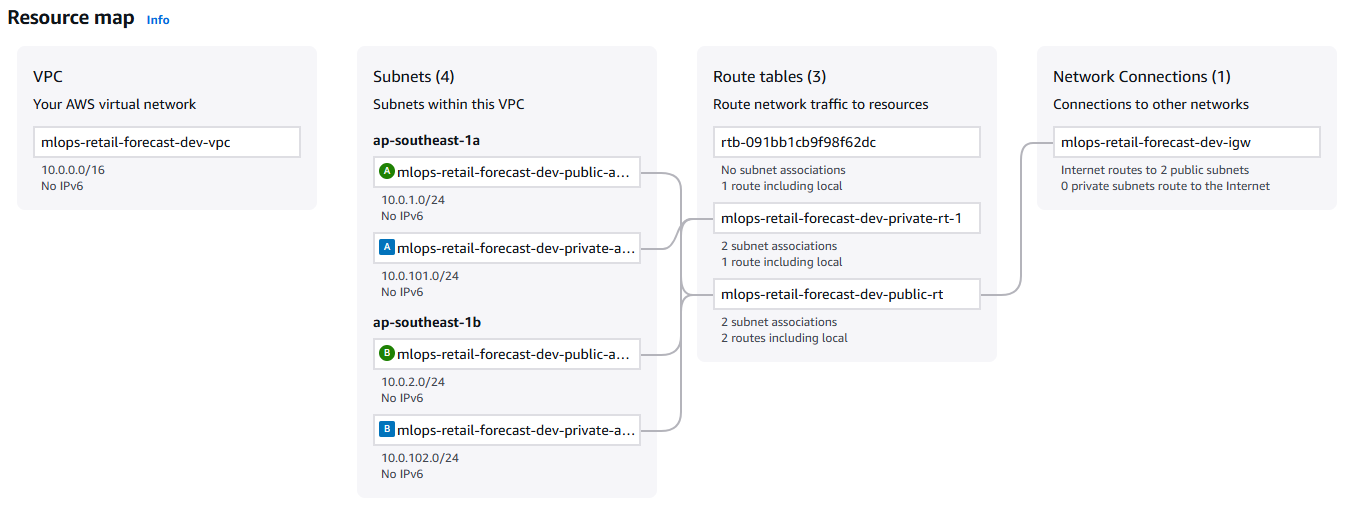 Resource map Info
VPC
Your AWS virtual network
mlops-retail-forecast-dev-vpc
10.0.0.0/16
No IPv6
Subnets (4)
Subnets within this VPC
ap-southeast-1a
A mlops-retail-forecast-dev-public-a...
10.0.1.0/24
No IPv6
A mlops-retail-forecast-dev-private-a...
10.0.101.0/24
No IPv6
ap-southeast-1b
B mlops-retail-forecast-dev-public-a...
10.0.2.0/24
No IPv6
B mlops-retail-forecast-dev-private-a...
10.0.102.0/24
No IPv6
Route tables (3)
Route network traffic to resources
rtb-091bb1cb9f98f62dc
No subnet associations
1 route including local
mlops-retail-forecast-dev-private-rt-1
2 subnet associations
1 route including local
mlops-retail-forecast-dev-public-rt
2 subnet associations
2 routes including local
Network Connections (1)
Connections to other networks
mlops-retail-forecast-dev-igw
Internet routes to 2 public subnets
0 private subnets route to the Internet